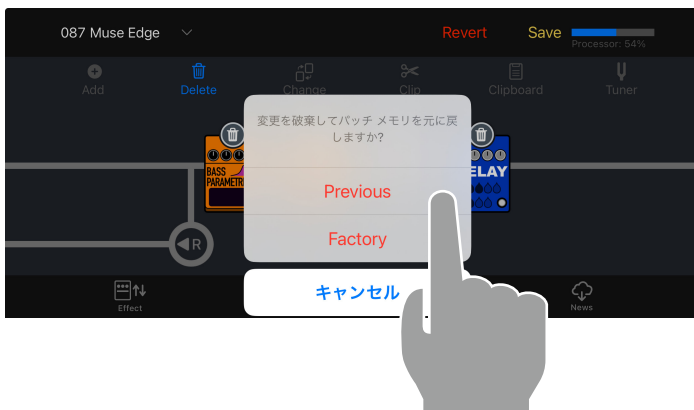 087 Muse Edge
Revert
Save
Processor: 54%
Add
Delete
Change
Clip
Clipboard
Tuner
変更を破棄してパッチ メモリを元に戻
しますか?
BASS
PARAMETR
ELAY
Previous
Factory
R
キャンセル
Effect
News